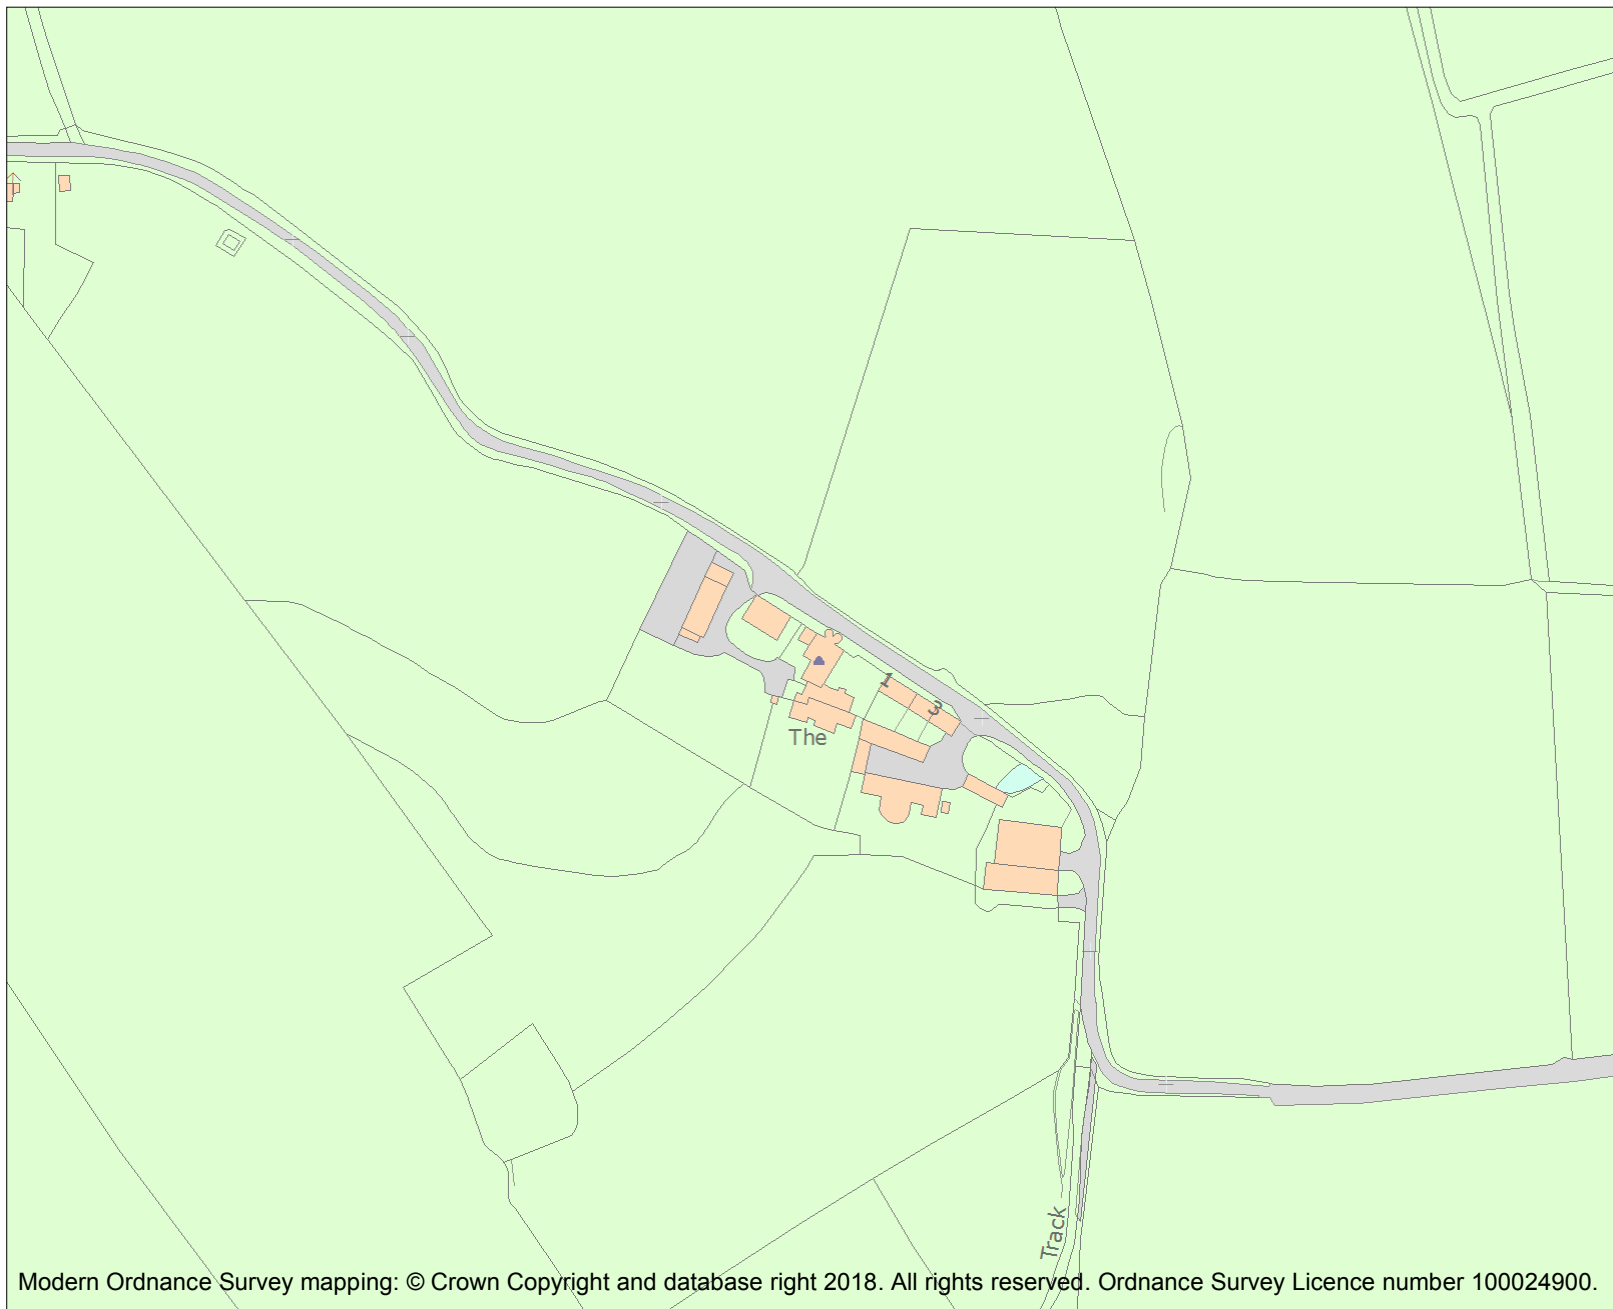 1
3
The
Track
Modern Ordnance Survey mapping: © Crown Copyright and database right 2018. All rights reserved. Ordnance Survey Licence number 100024900.